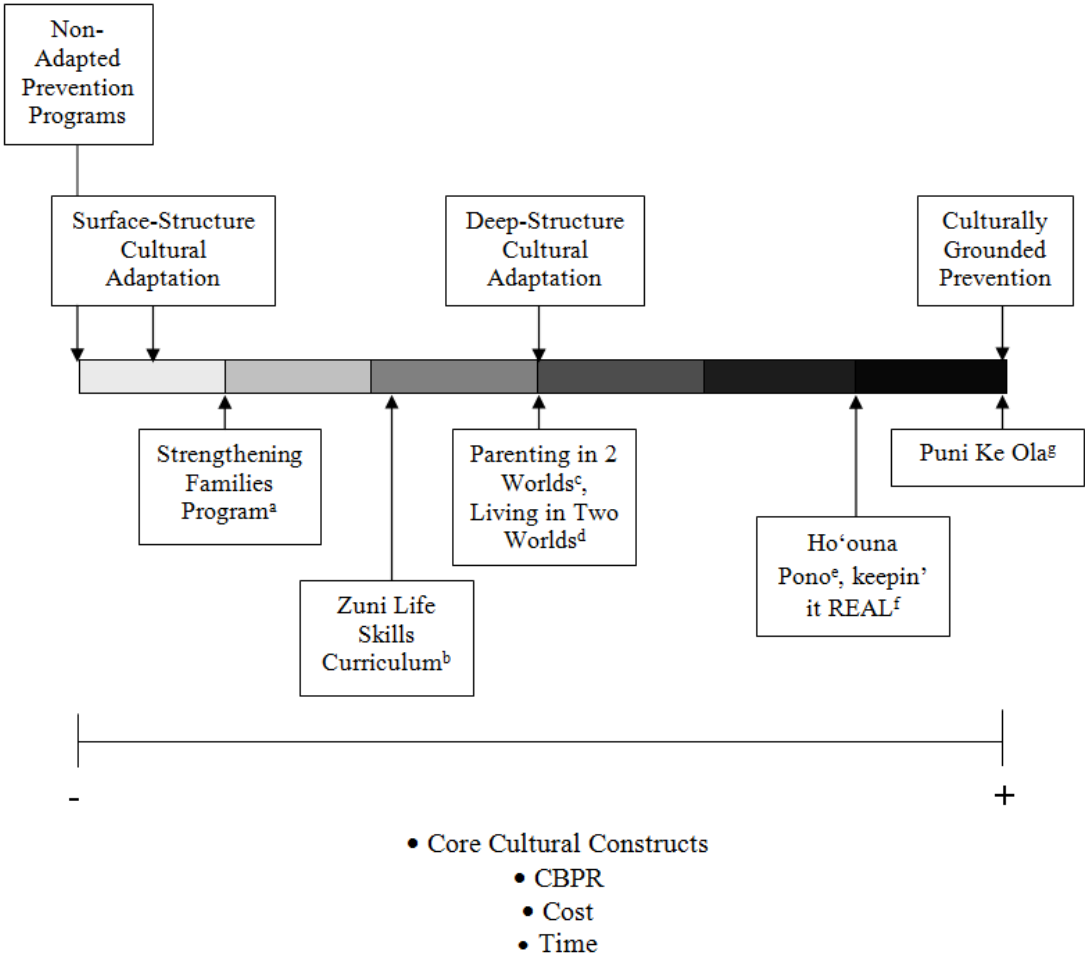 Non-
Adapted
Prevention
Programs
Surface-Structure
Cultural
Adaptation
Deep-Structure
Cultural
Adaptation
Culturally
Grounded
Prevention
Strengthening
Families
Programᵃ
Zuni Life
Skills
Curriculumᵇ
Parenting in 2
Worldsᶜ,
Living in Two
Worldsᵈ
Hoʻouna
Ponoᵉ, keepin’
it REALᶠ
Puni Ke Olaᵍ
-
+
• Core Cultural Constructs
• CBPR
• Cost
• Time